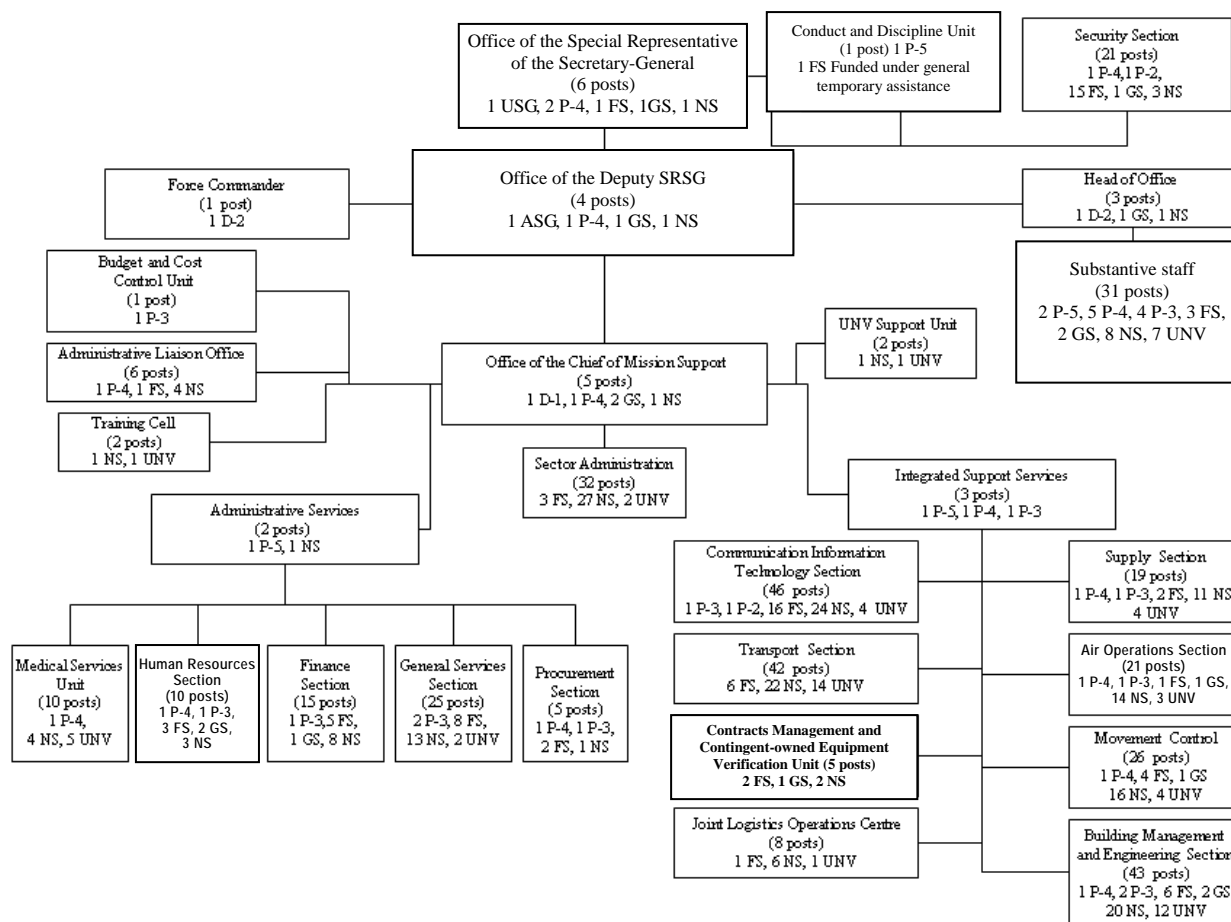 Office of the Special Representative
of the Secretary-General
(6 posts)
1 USG, 2 P-4, 1 FS, 1GS, 1 NS
Conduct and Discipline Unit
(1 post) 1 P-5
1 FS Funded under general
temporary assistance
Security Section
(21 posts)
1 P-4,1 P-2,
15 FS, 1 GS, 3 NS
Force Commander
(1 post)
1 D-2
Office of the Deputy SRSG
(4 posts)
1 ASG, 1 P-4, 1 GS, 1 NS
Head of Office
(3 posts)
1 D-2, 1 GS, 1 NS
Substantive staff
(31 posts)
2 P-5, 5 P-4, 4 P-3, 3 FS,
2 GS, 8 NS, 7 UNV
Budget and Cost
Control Unit
(1 post)
1 P-3
Administrative Liaison Office
(6 posts)
1 P-4, 1 FS, 4 NS
Training Cell
(2 posts)
1 NS, 1 UNV
Office of the Chief of Mission Support
(5 posts)
1 D-1, 1 P-4, 2 GS, 1 NS
UNV Support Unit
(2 posts)
1 NS, 1 UNV
Sector Administration
(32 posts)
3 FS, 27 NS, 2 UNV
Administrative Services
(2 posts)
1 P-5, 1 NS
Integrated Support Services
(3 posts)
1 P-5, 1 P-4, 1 P-3
Medical Services
Unit
(10 posts)
1 P-4,
4 NS, 5 UNV
Human Resources
Section
(10 posts)
1 P-4, 1 P-3,
3 FS, 2 GS,
3 NS
Finance
Section
(15 posts)
1 P-3,5 FS,
1 GS, 8 NS
General Services
Section
(25 posts)
2 P-3, 8 FS,
13 NS, 2 UNV
Procurement
Section
(5 posts)
1 P-4, 1 P-3,
2 FS, 1 NS
Communication Information
Technology Section
(46 posts)
1 P-3, 1 P-2, 16 FS, 24 NS, 4 UNV
Supply Section
(19 posts)
1 P-4, 1 P-3, 2 FS, 11 NS
4 UNV
Transport Section
(42 posts)
6 FS, 22 NS, 14 UNV
Air Operations Section
(21 posts)
1 P-4, 1 P-3, 1 FS, 1 GS,
14 NS, 3 UNV
Contracts Management and
Contingent-owned Equipment
Verification Unit (5 posts)
2 FS, 1 GS, 2 NS
Movement Control
(26 posts)
1 P-4, 4 FS, 1 GS
16 NS, 4 UNV
Joint Logistics Operations Centre
(8 posts)
1 FS, 6 NS, 1 UNV
Building Management
and Engineering Section
(43 posts)
1 P-4, 2 P-3, 6 FS, 2 GS
20 NS, 12 UNV